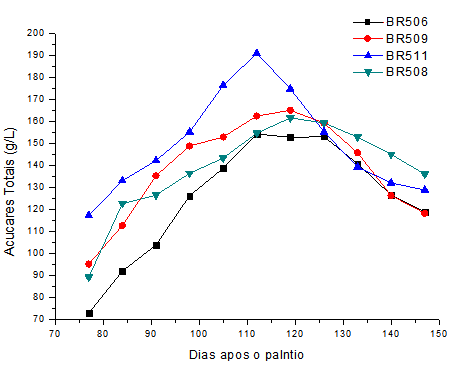 BR506
BR509
BR511
BR508
200
190
180
170
160
150
140
130
120
110
100
90
80
70
Acucares Totais (g/L)
70 80 90 100 110 120 130 140 150
Dias apos o palntio